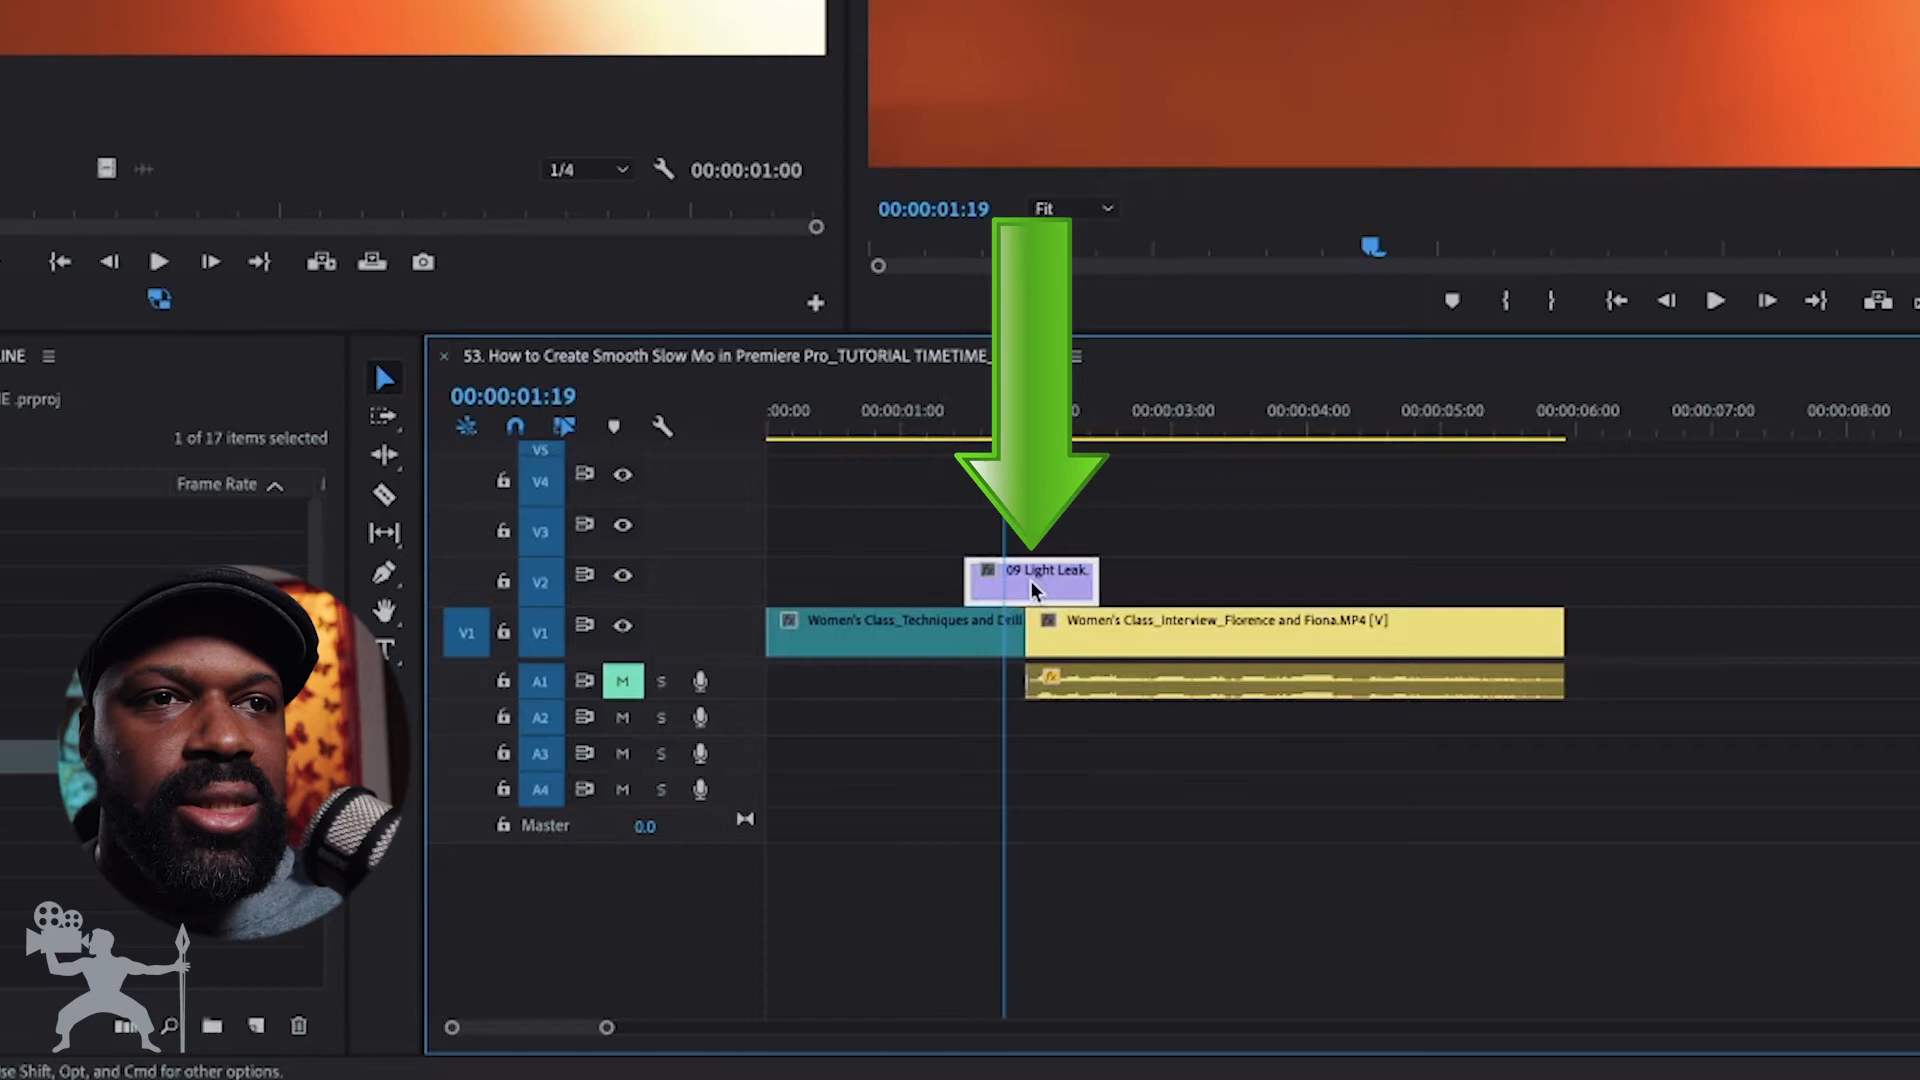 1/4
00:00:01:00
00:00:01:19
Fit
INE
53. How to Create Smooth Slow Mo in Premiere Pro_TUTORIAL TIMETIME_
E .prproj
00:00:01:19
:00:00
00:00:01:00
00:00:03:00
00:00:04:00
00:00:05:00
00:00:06:00
00:00:07:00
00:00:08:00
1 of 17 items selected
Frame Rate
V5
V4
V3
V2
09 Light Leak.
V1
V1
Women's Class_Techniques and Drill
Women's Class_Interview_Florence and Fiona.MP4 [V]
A1
M
S
fx
A2
M
S
A3
M
S
A4
M
S
Master
0.0
se Shift, Opt, and Cmd for other options.